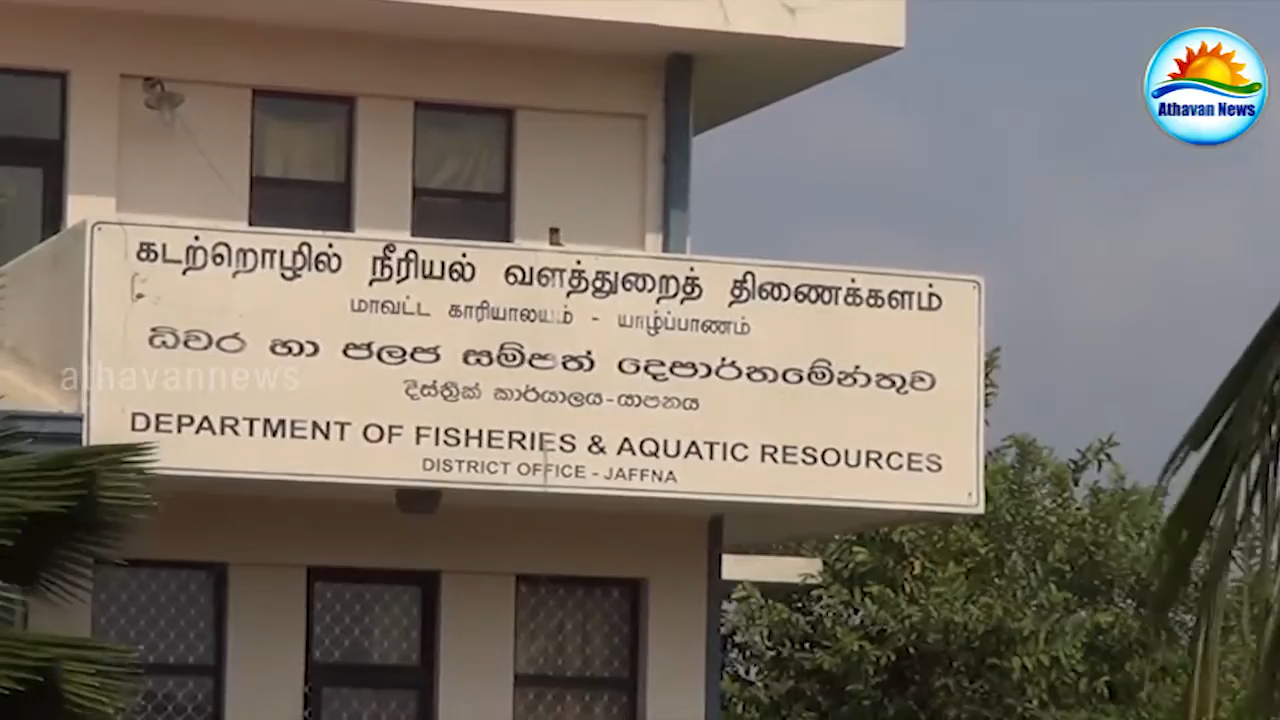 Athavan News
கடற்றொழில் நீரியல் வளத்துறைத் திணைக்களம்
மாவட்ட காரியாலயம் - யாழ்ப்பாணம்
ධීවර හා ජලජ සම්පත් දෙපාර්තමේන්තුව
athavannews
දිස්ත්‍රික් කාර්යාලය-යාපනය
DEPARTMENT OF FISHERIES & AQUATIC RESOURCES
DISTRICT OFFICE - JAFFNA